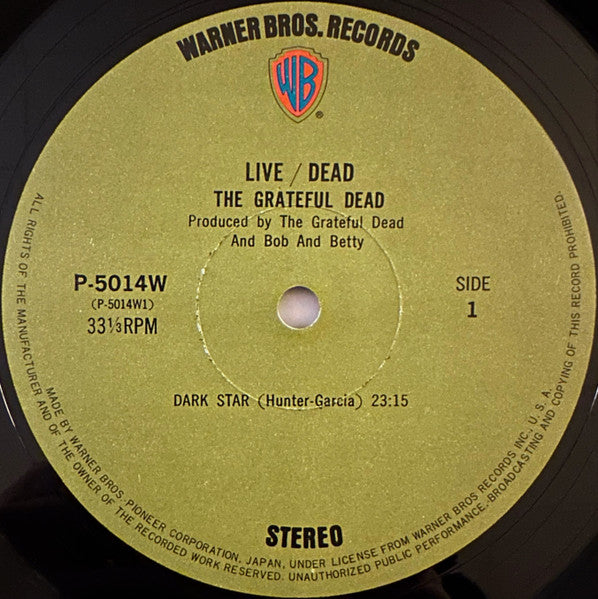 WARNER BROS. RECORDS
WB
®
LIVE / DEAD
THE GRATEFUL DEAD
Produced by The Grateful Dead
And Bob And Betty
P-5014W
(P-5014W1)
33⅓RPM
SIDE
1
DARK STAR (Hunter-Garcia) 23:15
STEREO
MADE BY WARNER BROS.-PIONEER CORPORATION, JAPAN, UNDER LICENSE FROM WARNER BROS RECORDS INC., U. S. A.
ALL RIGHTS OF THE MANUFACTURER AND OF THE OWNER OF THE RECORDED WORK RESERVED. UNAUTHORIZED PUBLIC PERFORMANCE, BROADCASTING AND COPYING OF THIS RECORD PROHIBITED.